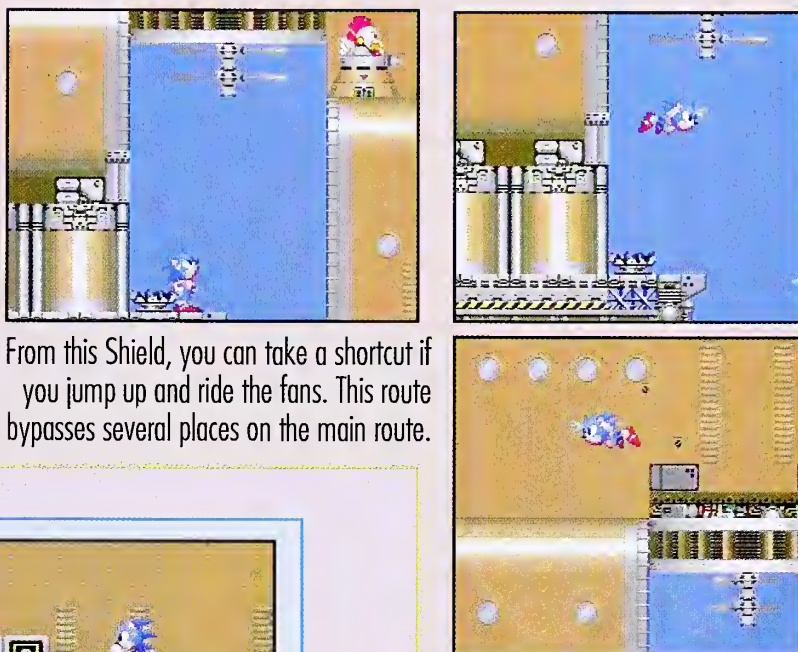 From this Shield, you can take a shortcut if
you jump up and ride the fans. This route
bypasses several places on the main route.